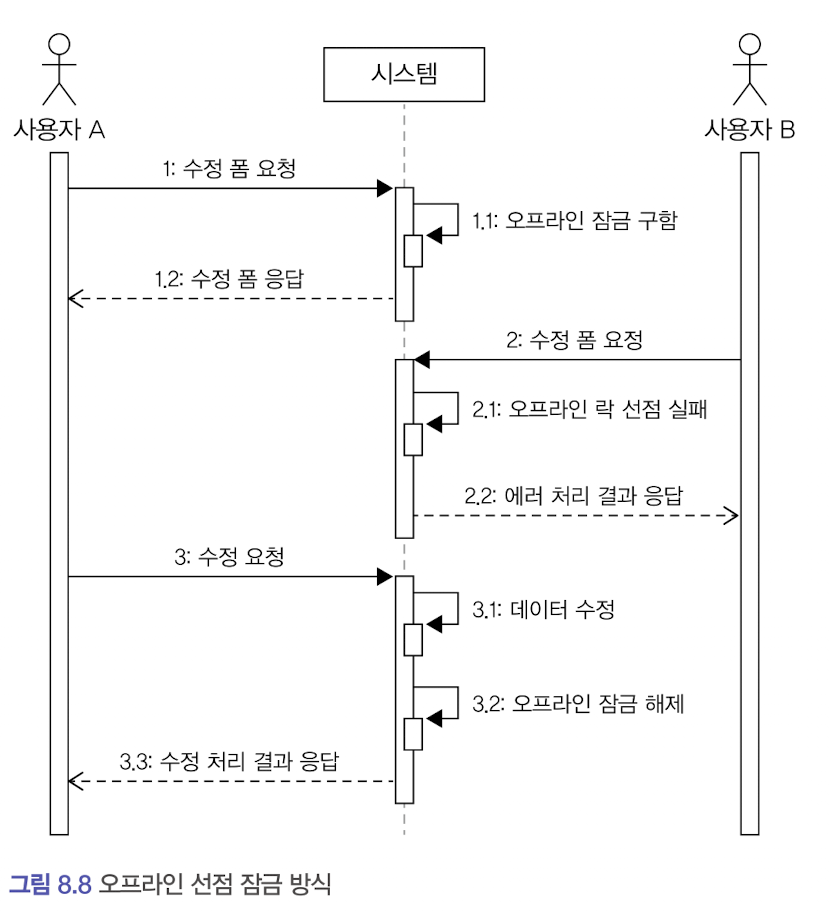 시스템
사용자 A
사용자 B
1: 수정 폼 요청
1.1: 오프라인 잠금 구함
1.2: 수정 폼 응답
2: 수정 폼 요정
2.1: 오프라인 락 선점 실패
2.2: 에러 처리 결과 응답
3: 수정 요청
3.1: 데이터 수정
3.2: 오프라인 잠금 해제
3.3: 수정 처리 결과 응답
그림 8.8 오프라인 선점 잠금 방식